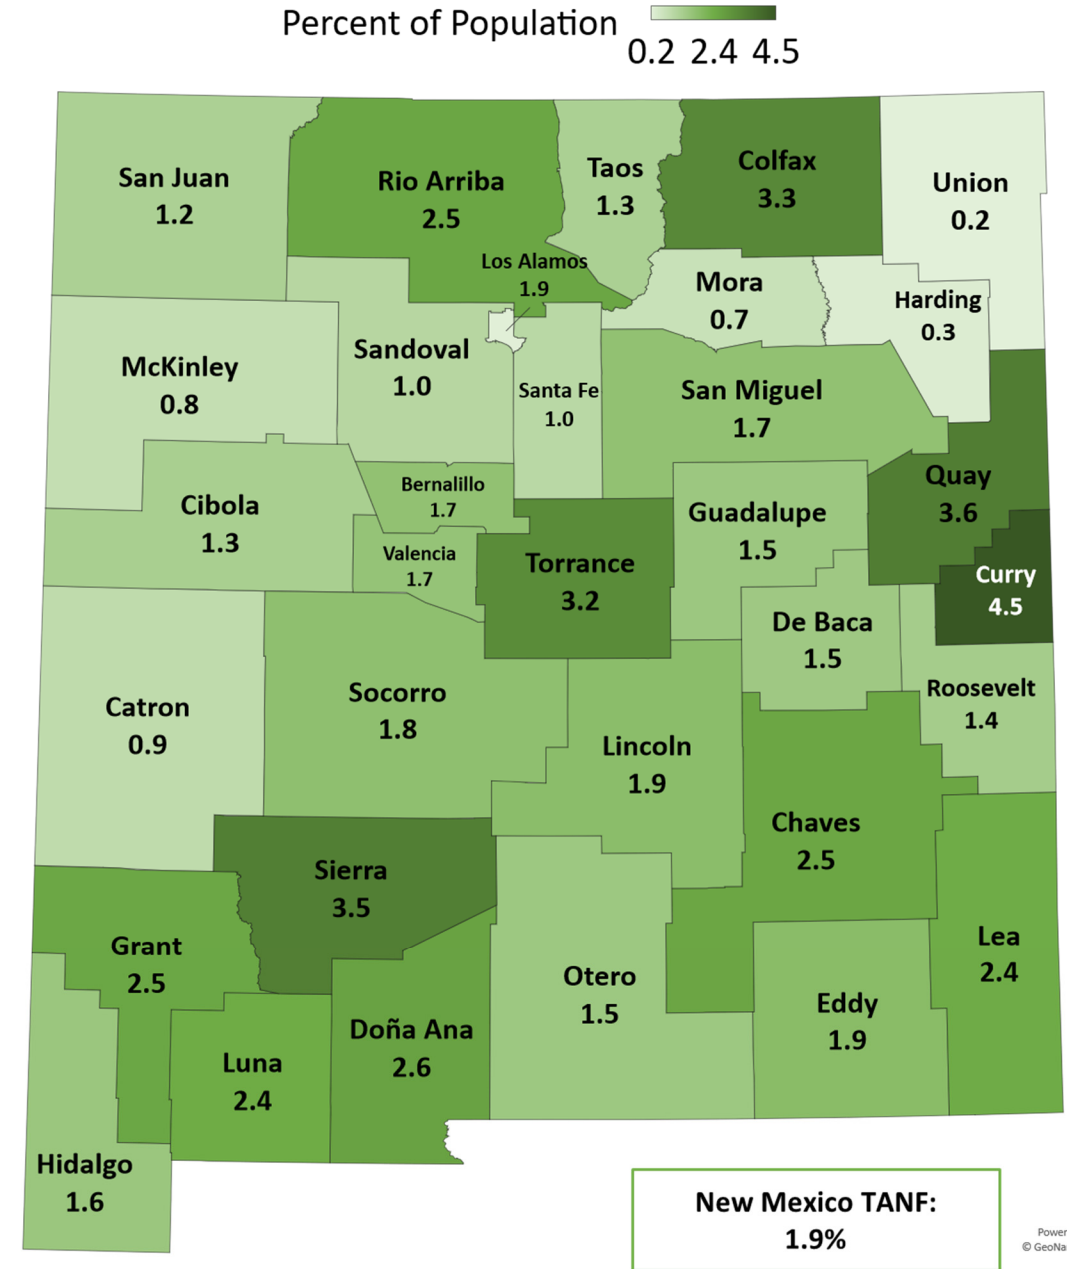 Percent of Population
0.2 2.4 4.5
San Juan
1.2
Rio Arriba
2.5
Taos
1.3
Colfax
3.3
Union
0.2
Los Alamos
1.9
Mora
0.7
Harding
0.3
McKinley
0.8
Sandoval
1.0
Santa Fe
1.0
San Miguel
1.7
Quay
3.6
Cibola
1.3
Bernalillo
1.7
Valencia
1.7
Torrance
3.2
Guadalupe
1.5
Curry
4.5
De Baca
1.5
Roosevelt
1.4
Catron
0.9
Socorro
1.8
Lincoln
1.9
Chaves
2.5
Sierra
3.5
Grant
2.5
Otero
1.5
Lea
2.4
Eddy
1.9
Luna
2.4
Doña Ana
2.6
Hidalgo
1.6
New Mexico TANF:
1.9%
Power
© GeoNa